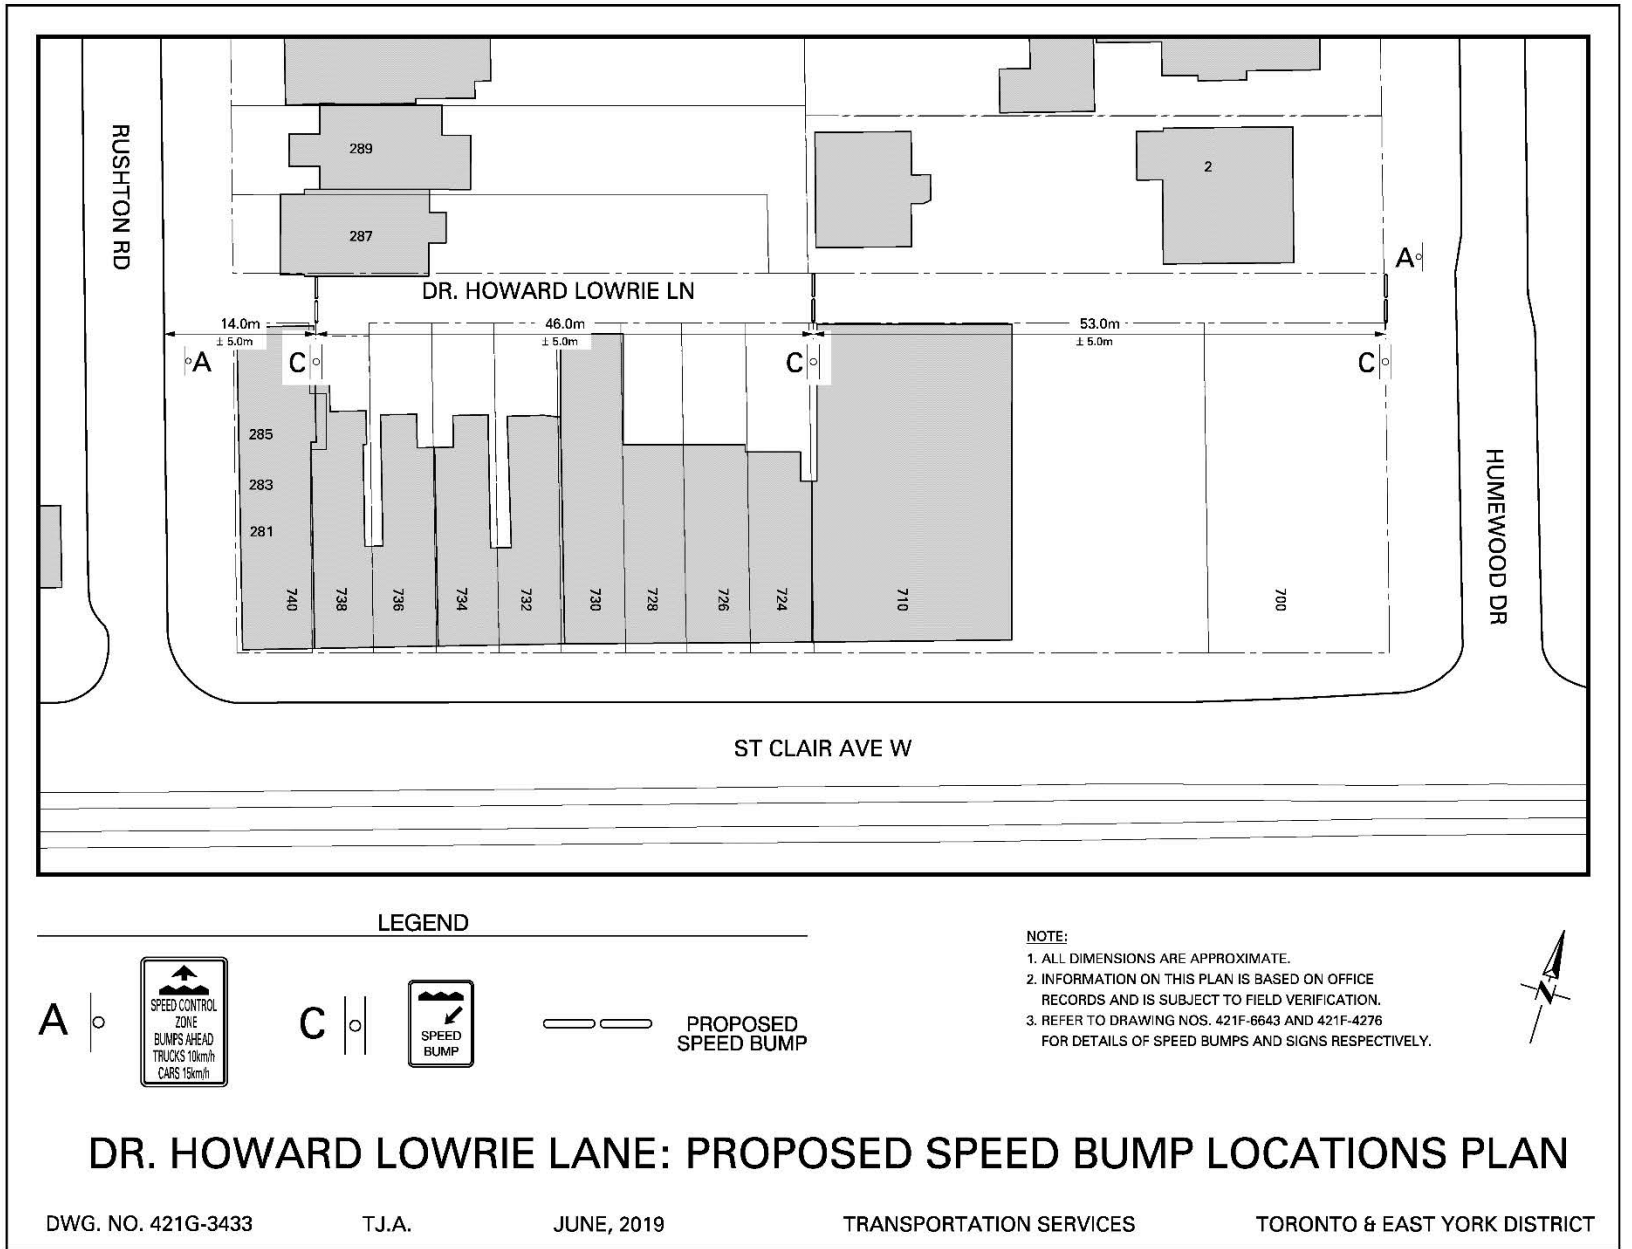 RUSHTON RD
289
2
287
A
DR. HOWARD LOWRIE LN
14.0m
± 5.0m
46.0m
± 5.0m
53.0m
± 5.0m
A
C
C
C
285
283
281
740
738
736
734
732
730
728
726
724
710
700
HUMEWOOD DR
ST CLAIR AVE W
LEGEND
A
SPEED CONTROL
ZONE
BUMPS AHEAD
TRUCKS 10km/h
CARS 15km/h
C
SPEED
BUMP
PROPOSED
SPEED BUMP
NOTE:
1. ALL DIMENSIONS ARE APPROXIMATE.
2. INFORMATION ON THIS PLAN IS BASED ON OFFICE
RECORDS AND IS SUBJECT TO FIELD VERIFICATION.
3. REFER TO DRAWING NOS. 421F-6643 AND 421F-4276
FOR DETAILS OF SPEED BUMPS AND SIGNS RESPECTIVELY.
N
DR. HOWARD LOWRIE LANE: PROPOSED SPEED BUMP LOCATIONS PLAN
DWG. NO. 421G-3433
T.J.A.
JUNE, 2019
TRANSPORTATION SERVICES
TORONTO & EAST YORK DISTRICT